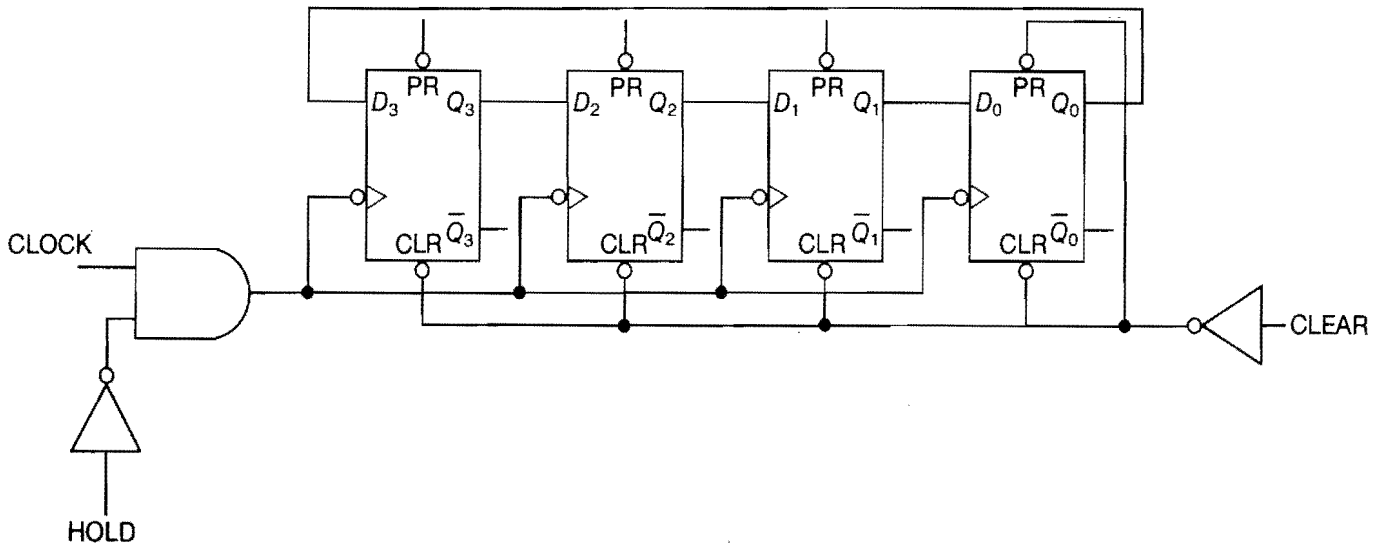 PR PR PR PR
D₃ Q₃ D₂ Q₂ D₁ Q₁ D₀ Q₀
CLOCK
CLR Q̅₃ CLR Q̅₂ CLR Q̅₁ CLR Q̅₀
CLEAR
HOLD